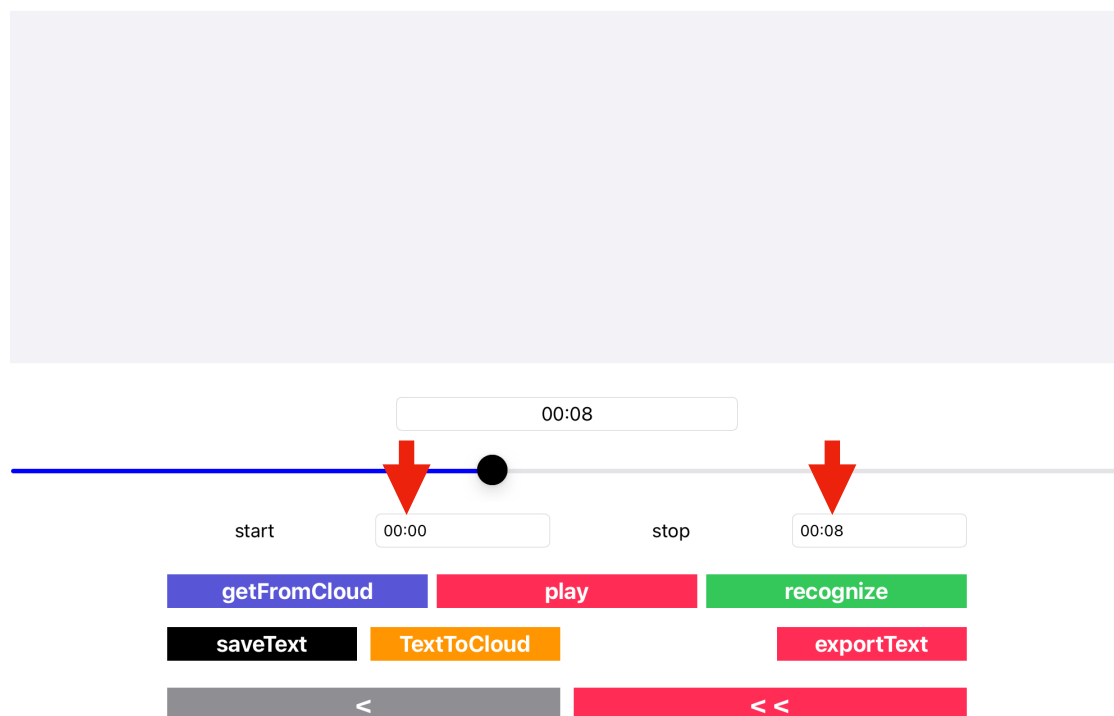 00:08
start 00:00 stop 00:08
getFromCloud play recognize
saveText TextToCloud exportText
< < <